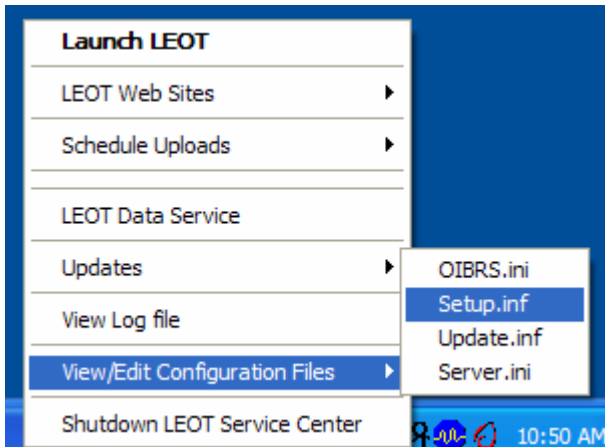 Launch LEOT
LEOT Web Sites
Schedule Uploads
LEOT Data Service
Updates
View Log file
View/Edit Configuration Files
Shutdown LEOT Service Center
OIBRS.ini
Setup.inf
Update.inf
Server.ini
10:50 AM